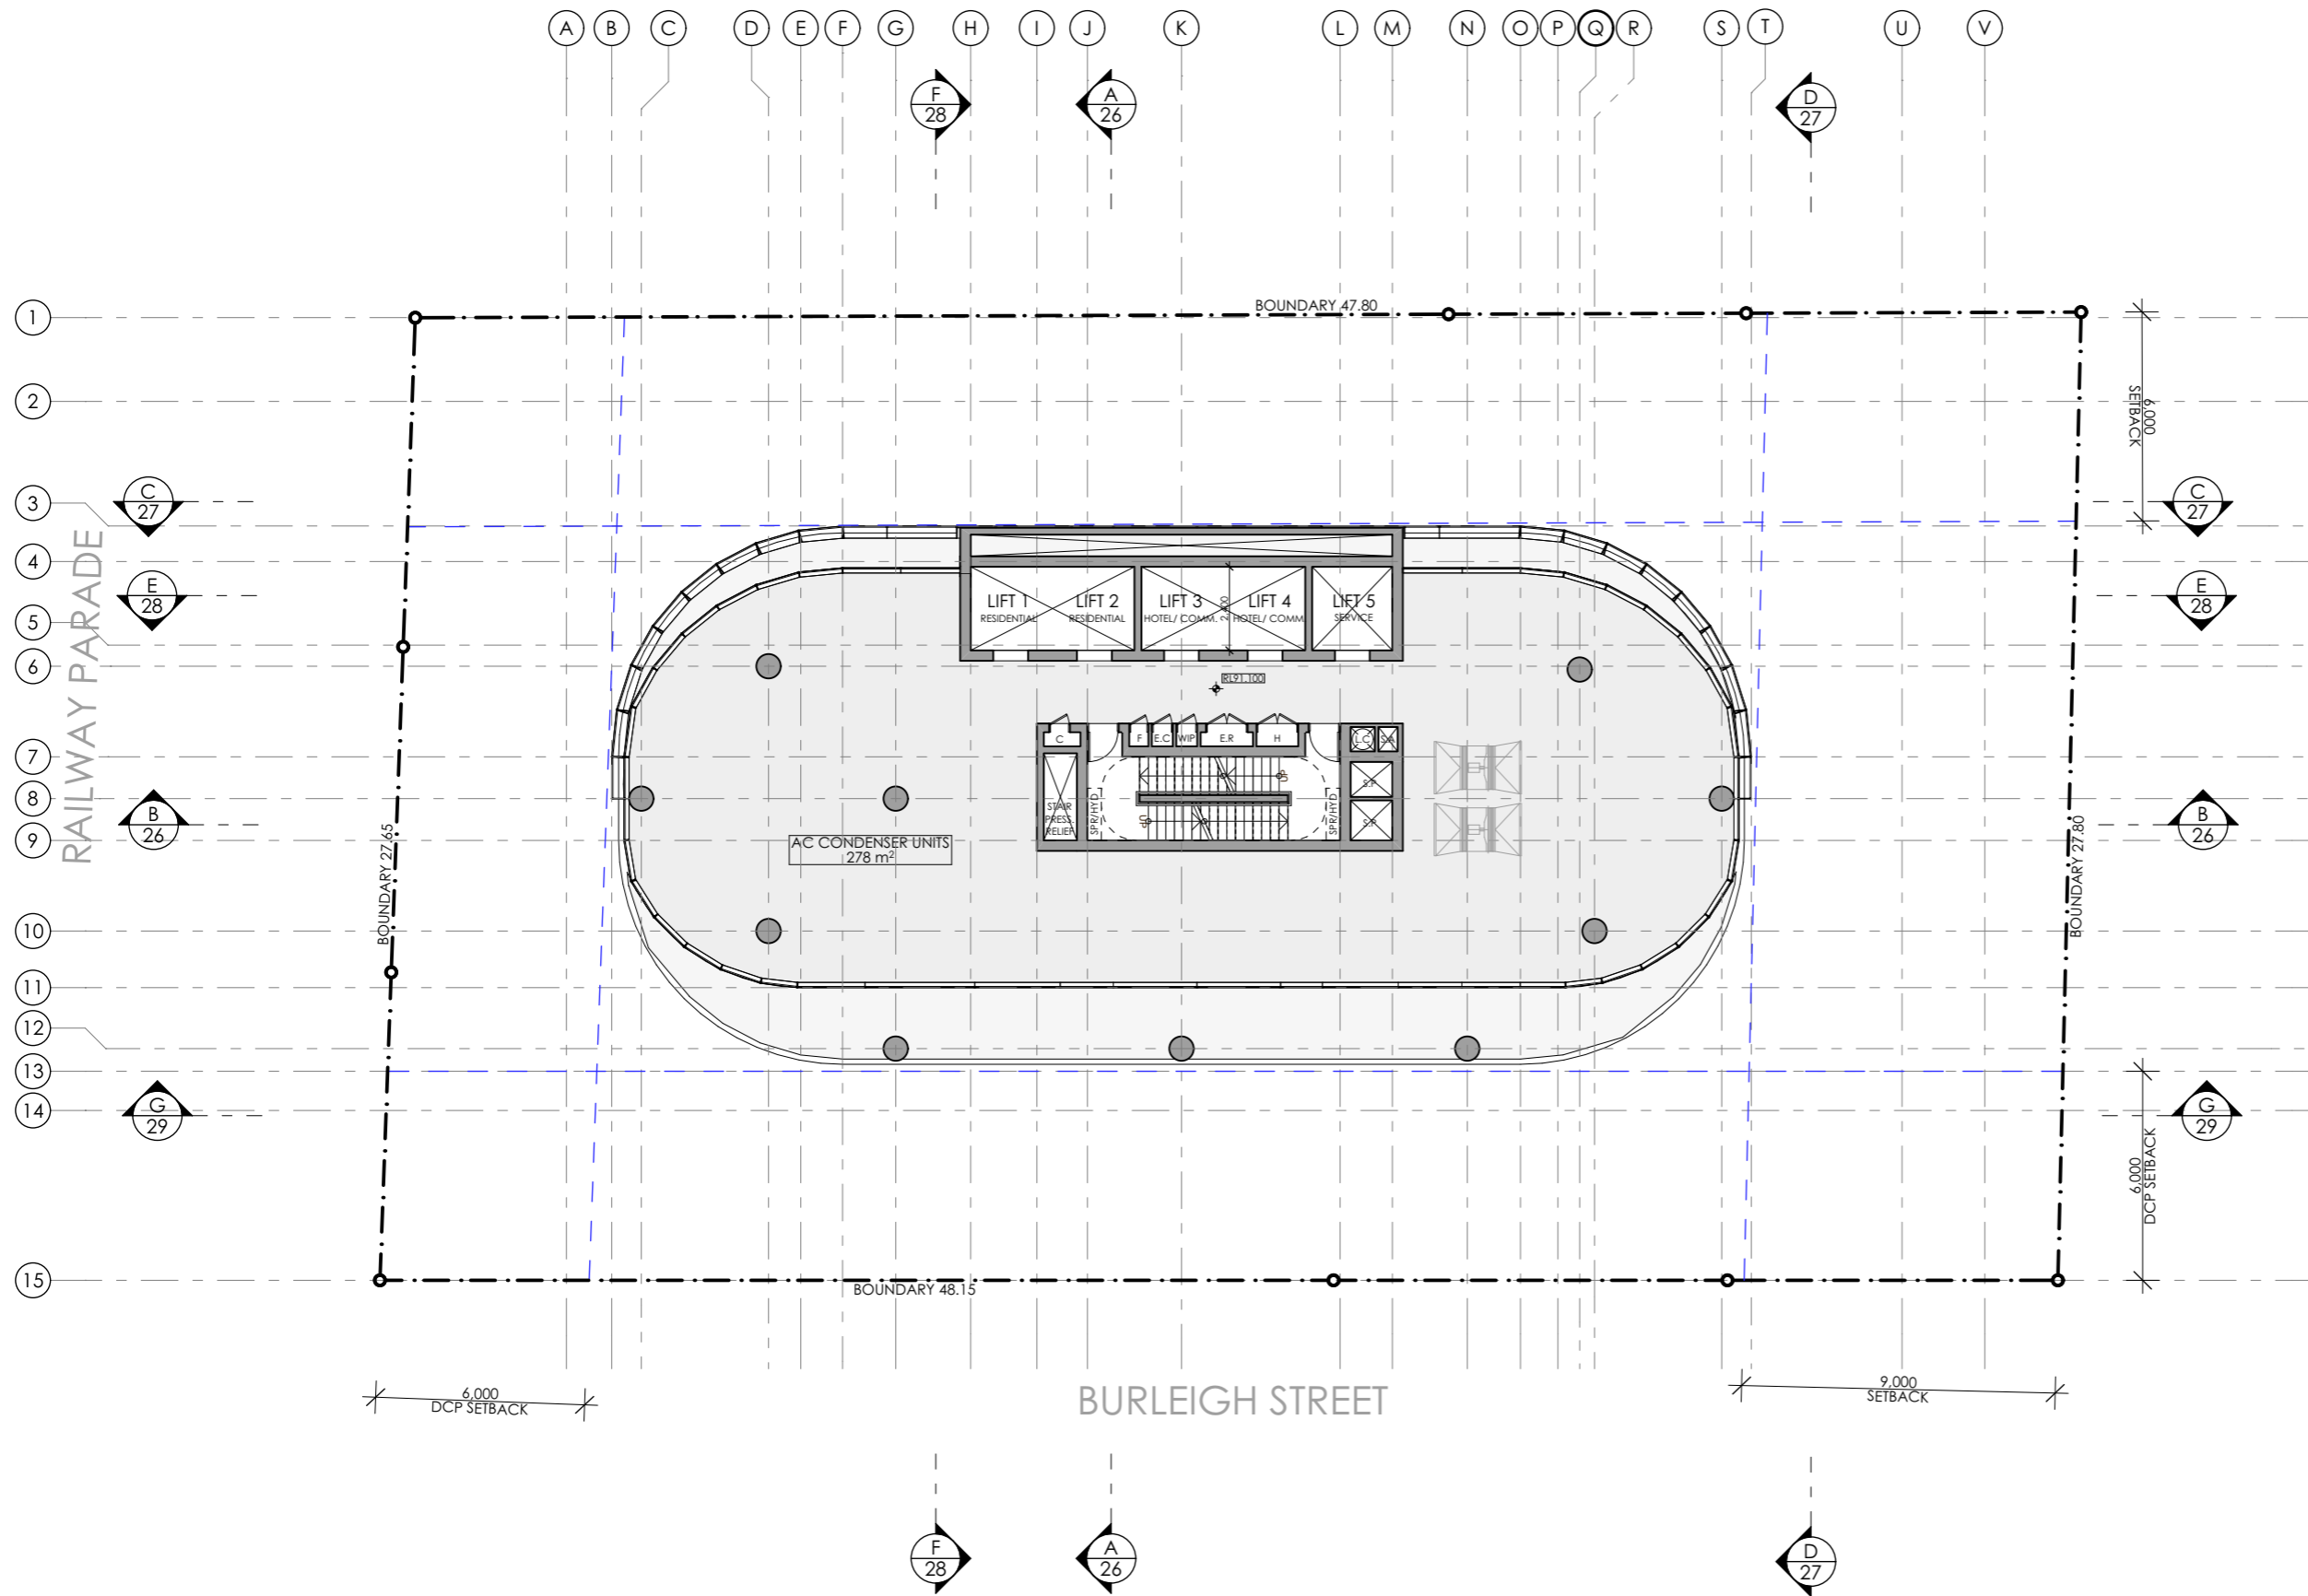 A B C D E F G H I J K L M N O P Q R S T U V
F
28
A
26
D
27
1
BOUNDARY 47.80
2
6,000
SETBACK
3
C
27
C
27
4
E
28
E
28
5
6
RAILWAY PARADE
LIFT 1
RESIDENTIAL
LIFT 2
RESIDENTIAL
LIFT 3
HOTEL/ COMM.
2,400
LIFT 4
HOTEL/ COMM.
LIFT 5
SERVICE
RL91.100
C
F
E.C
WIP
E.R
H
L.C
S.A
7
8
9
B
26
B
26
UP
UP
S.P
S.P
STAIR
PRESS.
RELIEF
SPR/HYD
SPR/HYD
AC CONDENSER UNITS
278 m²
BOUNDARY 27.65
BOUNDARY 27.80
10
11
12
13
14
G
29
G
29
6,000
DCP SETBACK
15
BOUNDARY 48.15
6,000
DCP SETBACK
BURLEIGH STREET
9,000
SETBACK
F
28
A
26
D
27